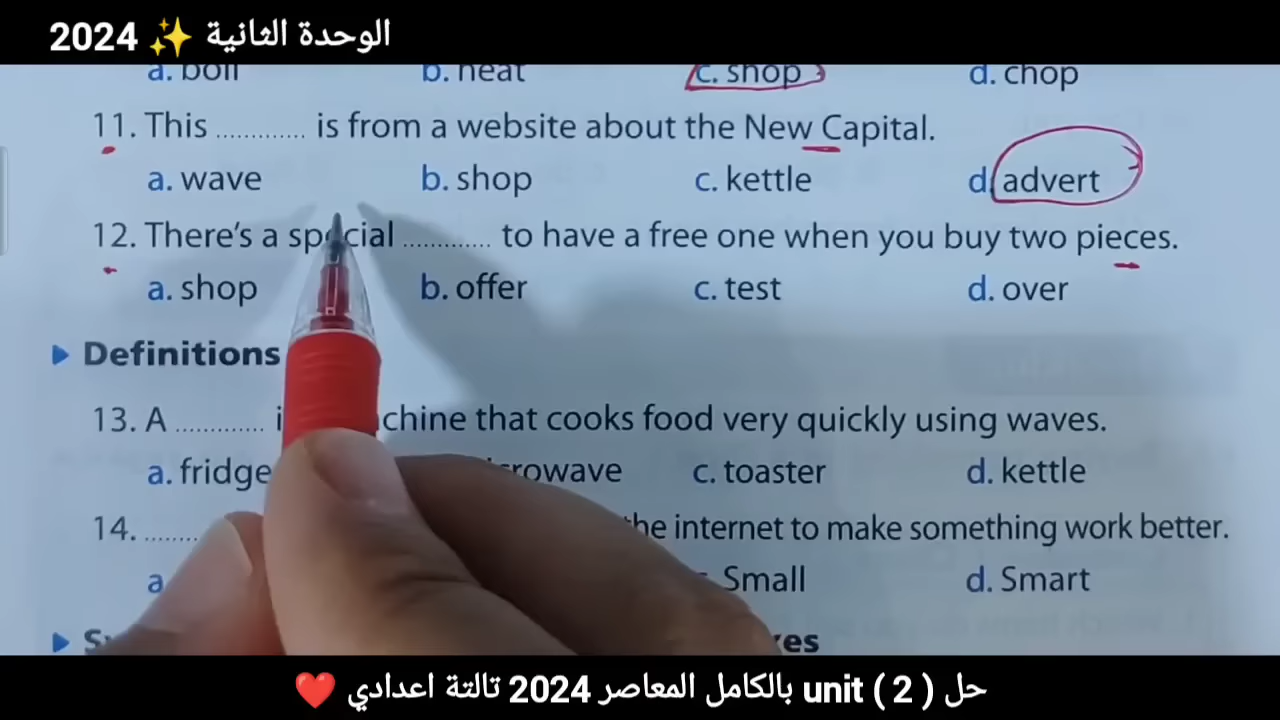 الوحدة الثانية ✨ 2024
a. boil b. heat c. shop d. chop
11. This ............ is from a website about the New Capital.
a. wave b. shop c. kettle d. advert
12. There's a special ............ to have a free one when you buy two pieces.
a. shop b. offer c. test d. over
Definitions
13. A ............ chine that cooks food very quickly using waves.
a. fridge crowave c. toaster d. kettle
14. ....... the internet to make something work better.
a Small d. Smart
es
حل unit ( 2 ) بالكامل المعاصر 2024 تالتة اعدادي ❤️